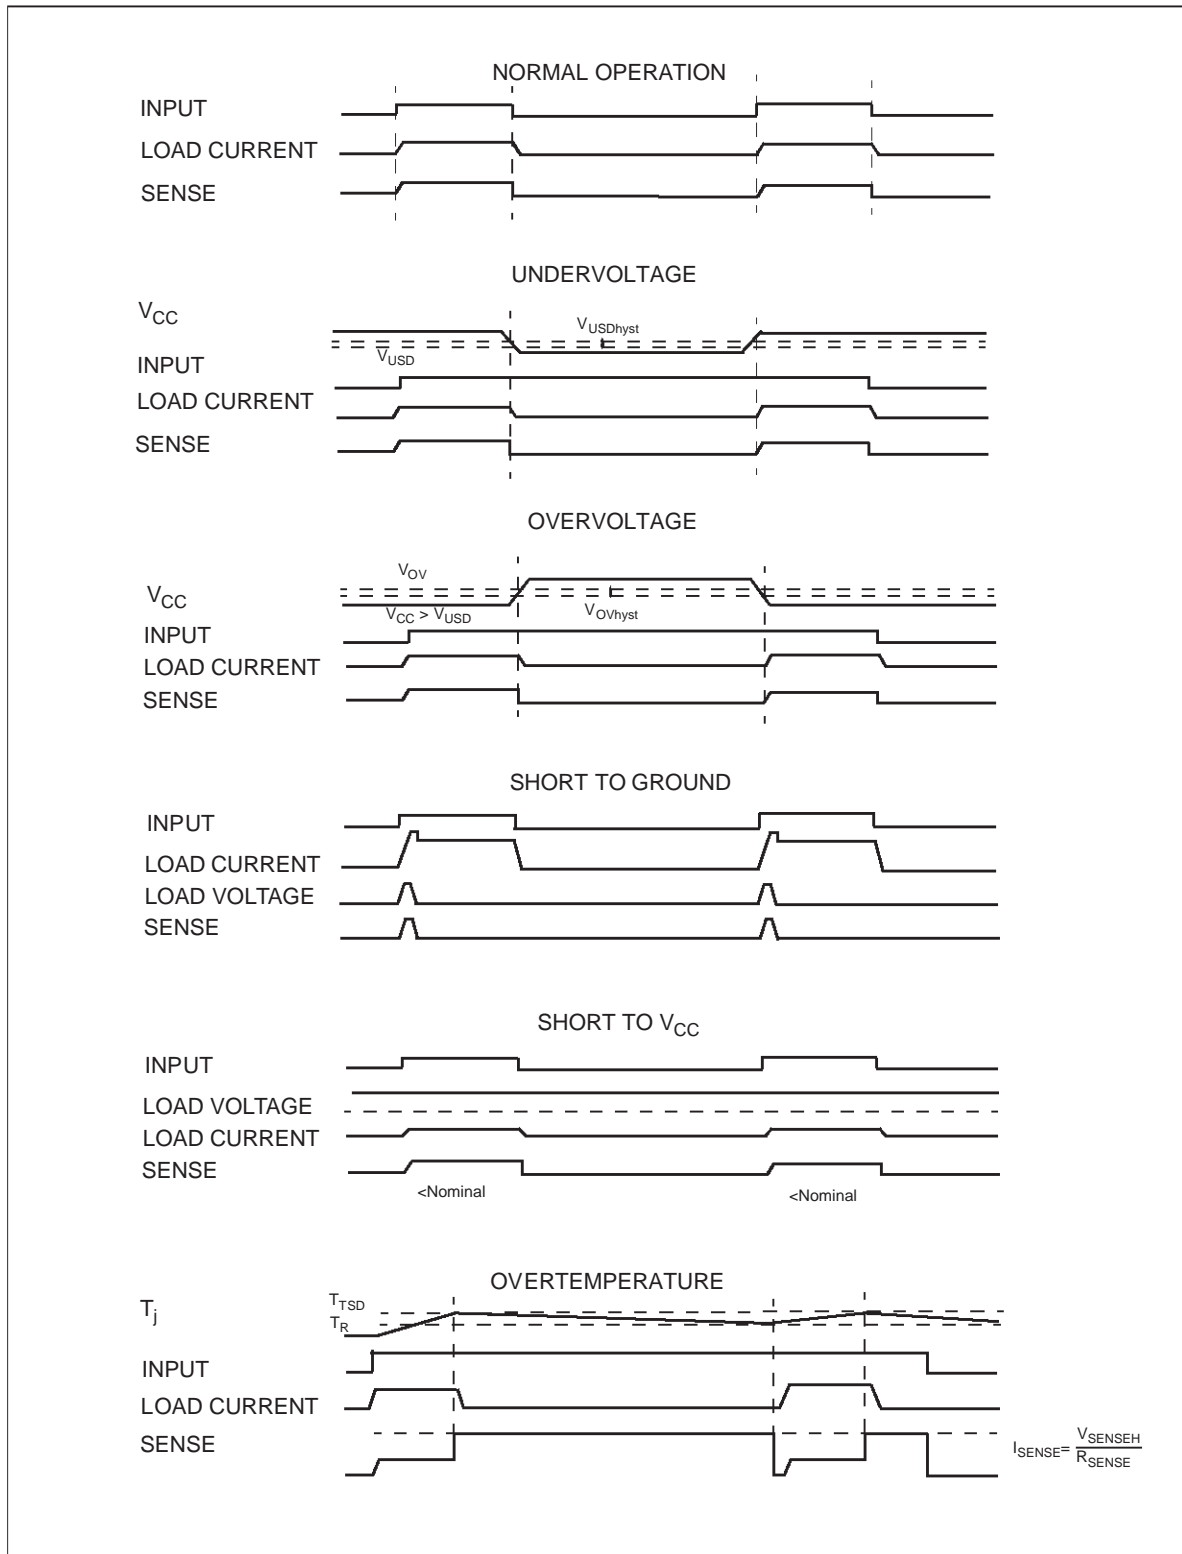 NORMAL OPERATION
INPUT
LOAD CURRENT
SENSE
UNDERVOLTAGE
VCC
VUSDhyst
VUSD
INPUT
LOAD CURRENT
SENSE
OVERVOLTAGE
VOV
VCC
VCC > VUSD
VOVhyst
INPUT
LOAD CURRENT
SENSE
SHORT TO GROUND
INPUT
LOAD CURRENT
LOAD VOLTAGE
SENSE
SHORT TO VCC
INPUT
LOAD VOLTAGE
LOAD CURRENT
SENSE
<Nominal
<Nominal
OVERTEMPERATURE
Tj
TTSD
TR
INPUT
LOAD CURRENT
SENSE
ISENSE= VSENSEH
RSENSE